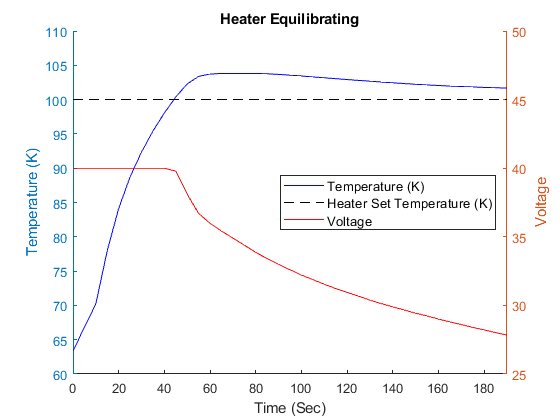 Heater Equilibrating
110
105
100
95
90
85
80
75
70
65
60
Temperature (K)
50
45
40
35
30
25
Voltage
Temperature (K)
Heater Set Temperature (K)
Voltage
0 20 40 60 80 100 120 140 160 180
Time (Sec)